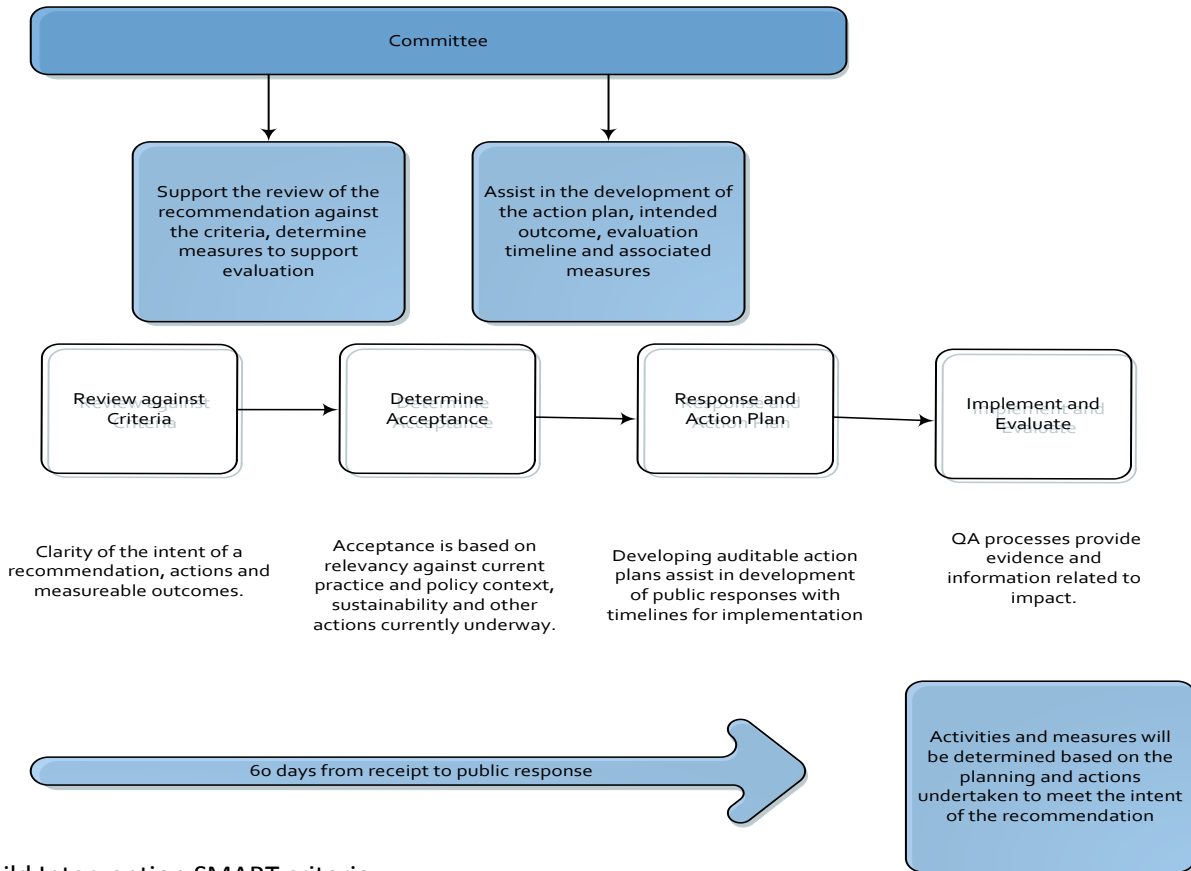 Committee
Support the review of the
recommendation against
the criteria, determine
measures to support
evaluation
Assist in the development of
the action plan, intended
outcome, evaluation
timeline and associated
measures
Review against
Criteria
Determine
Acceptance
Response and
Action Plan
Implement and
Evaluate
Clarity of the intent of a
recommendation, actions and
measureable outcomes.
Acceptance is based on
relevancy against current
practice and policy context,
sustainability and other
actions currently underway.
Developing auditable action
plans assist in development
of public responses with
timelines for implementation
QA processes provide
evidence and
information related to
impact.
60 days from receipt to public response
Activities and measures will
be determined based on the
planning and actions
undertaken to meet the intent
of the recommendation